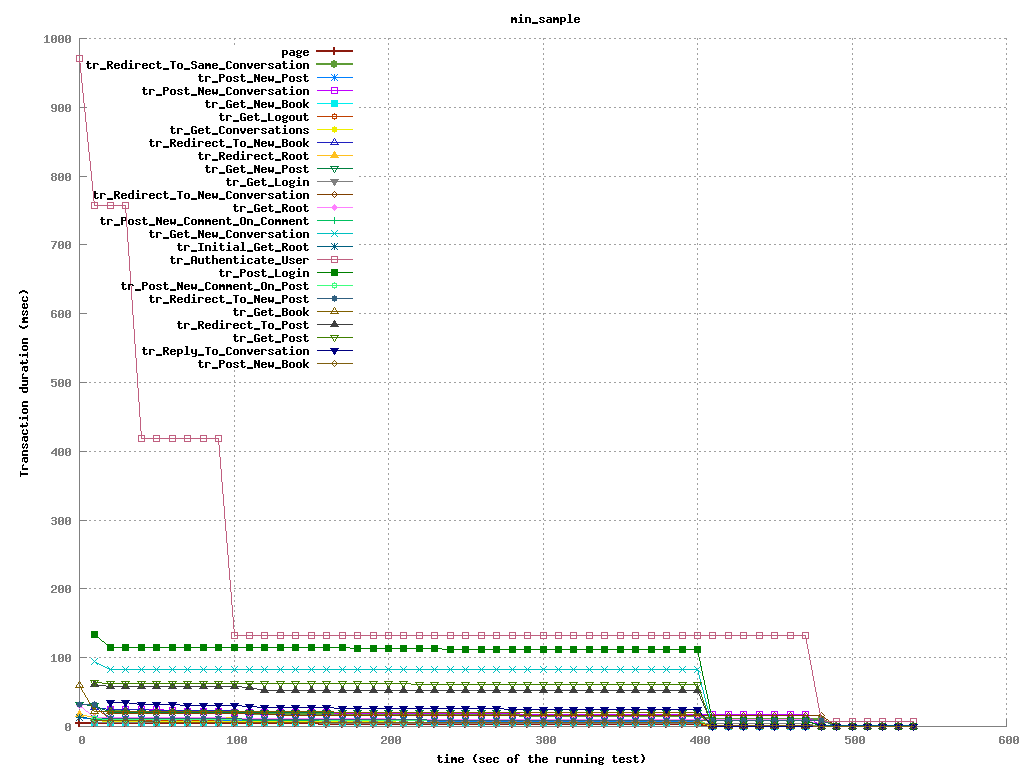 min_sample
1000
900
800
700
600
500
400
300
200
100
0
Transaction duration (msec)
page
tr_Redirect_To_Same_Conversation
tr_Post_New_Post
tr_Post_New_Conversation
tr_Get_New_Book
tr_Get_Logout
tr_Get_Conversations
tr_Redirect_To_New_Book
tr_Redirect_Root
tr_Get_New_Post
tr_Get_Login
tr_Redirect_To_New_Conversation
tr_Get_Root
tr_Post_New_Comment_On_Comment
tr_Get_New_Conversation
tr_Initial_Get_Root
tr_Authenticate_User
tr_Post_Login
tr_Post_New_Comment_On_Post
tr_Redirect_To_New_Post
tr_Get_Book
tr_Redirect_To_Post
tr_Get_Post
tr_Reply_To_Conversation
tr_Post_New_Book
0 100 200 300 400 500 600
time (sec of the running test)